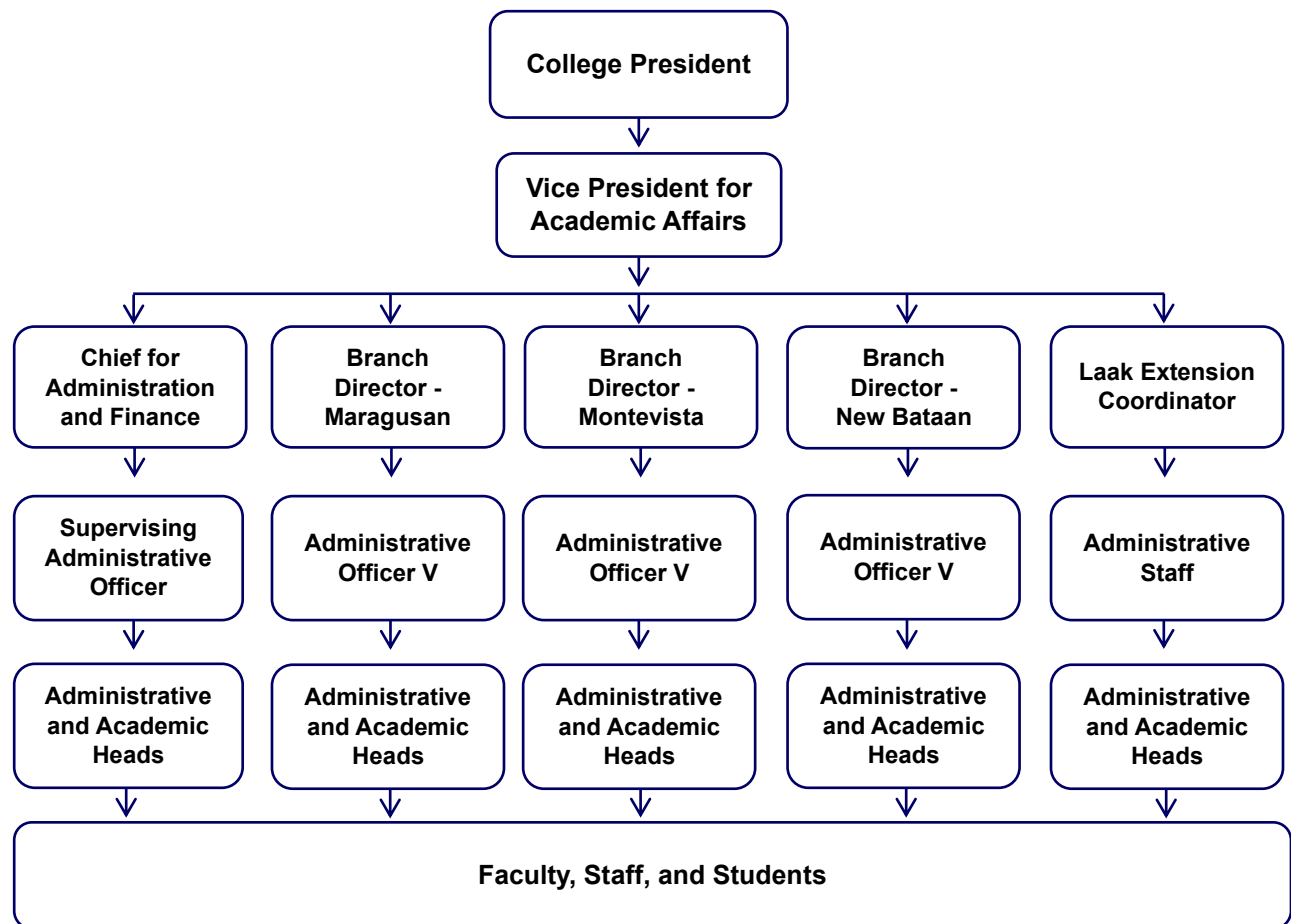 College President
Vice President for
Academic Affairs
Chief for
Administration
and Finance
Branch
Director -
Maragusan
Branch
Director -
Montevista
Branch
Director -
New Bataan
Laak Extension
Coordinator
Supervising
Administrative
Officer
Administrative
Officer V
Administrative
Officer V
Administrative
Officer V
Administrative
Staff
Administrative
and Academic
Heads
Administrative
and Academic
Heads
Administrative
and Academic
Heads
Administrative
and Academic
Heads
Administrative
and Academic
Heads
Faculty, Staff, and Students